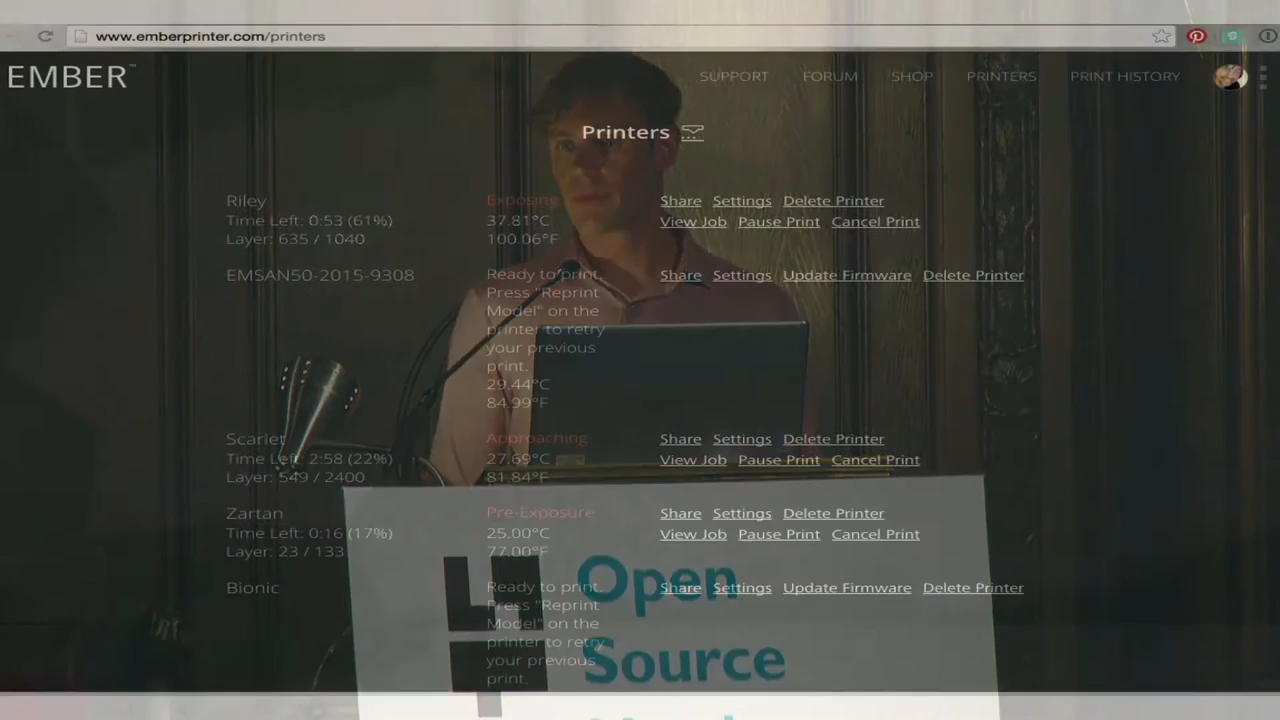 www.emberprinter.com/printers
EMBER™
SUPPORT FORUM SHOP PRINTERS PRINT HISTORY
Printers
Riley Exposing Share Settings Delete Printer
Time Left: 0:53 (61%) 37.81°C View Job Pause Print Cancel Print
Layer: 635 / 1040 100.06°F
EMSAN50-2015-9308 Ready to print. Share Settings Update Firmware Delete Printer
Press "Reprint
Model" on the
printer to retry
your previous
print.
29.44°C
84.99°F
Scarlet Approaching Share Settings Delete Printer
Time Left: 2:58 (22%) 27.69°C View Job Pause Print Cancel Print
Layer: 549 / 2400 81.84°F
Zartan Pre-Exposure Share Settings Delete Printer
Time Left: 0:16 (17%) 25.00°C View Job Pause Print Cancel Print
Layer: 23 / 133 77.00°F
Bionic Ready to print. Share Settings Update Firmware Delete Printer
Press "Reprint
Model" on the
printer to retry
your previous
print.
Open
Source